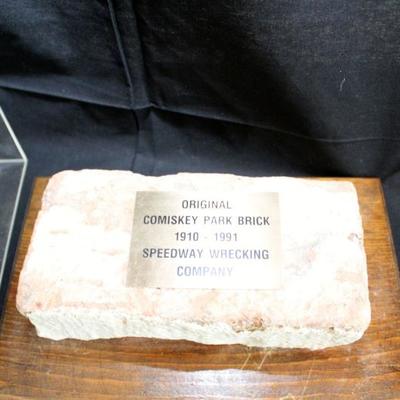 ORIGINAL
COMISKEY PARK BRICK
1910 - 1991
SPEEDWAY WRECKING
COMPANY